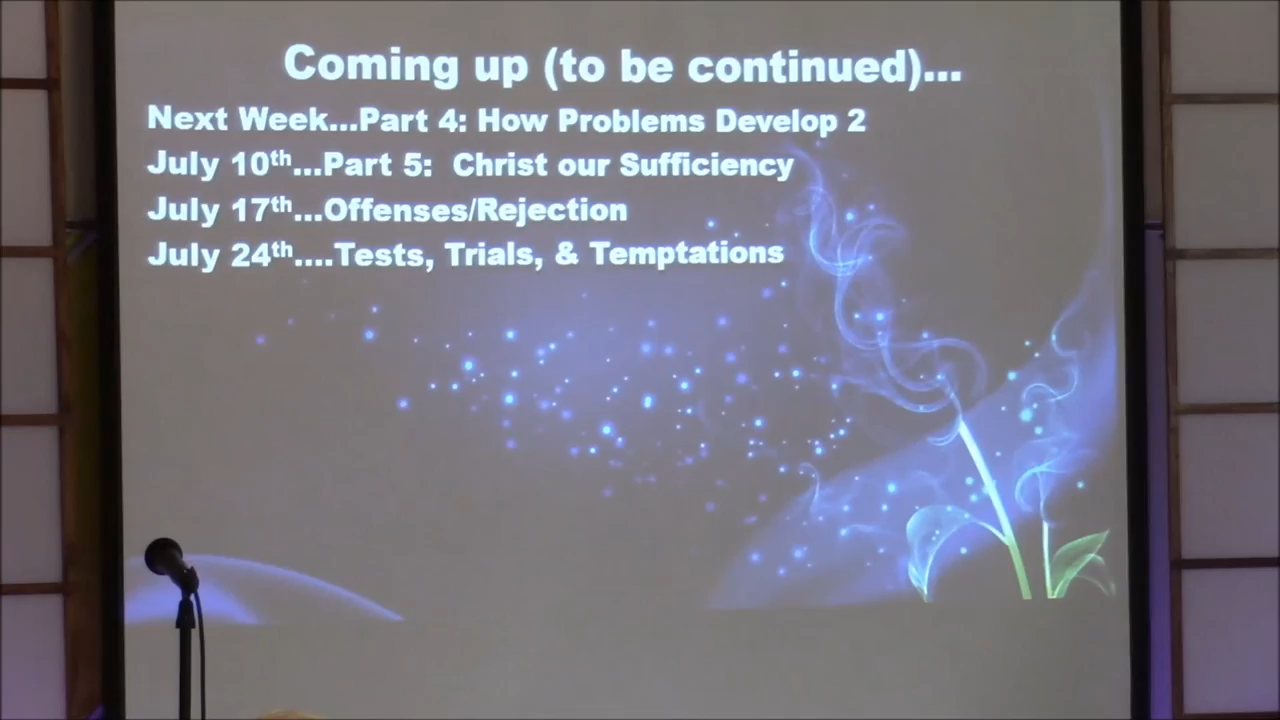 Coming up (to be continued)...
Next Week...Part 4: How Problems Develop 2
July 10th...Part 5: Christ our Sufficiency
July 17th...Offenses/Rejection
July 24th....Tests, Trials, & Temptations